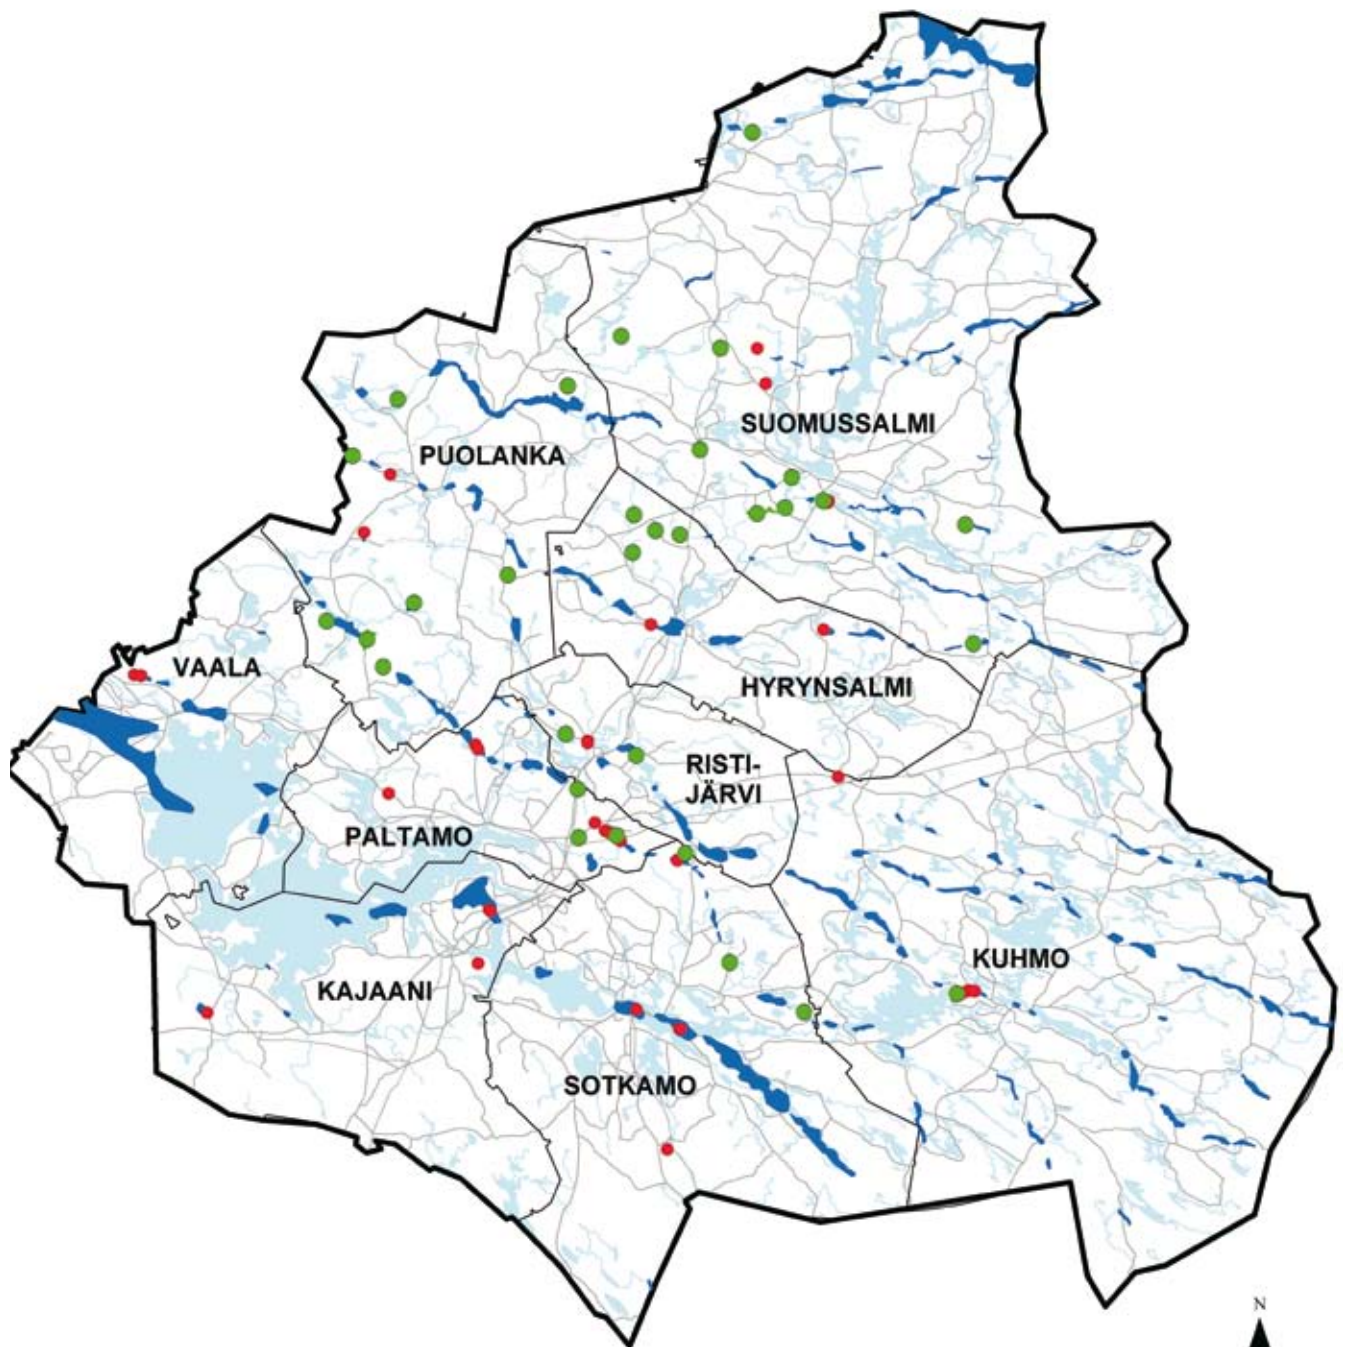 SUOMUSSALMI
PUOLANKA
VAALA
HYRYNSALMI
RISTI-
JÄRVI
PALTAMO
KUHMO
KAJAANI
SOTKAMO
N